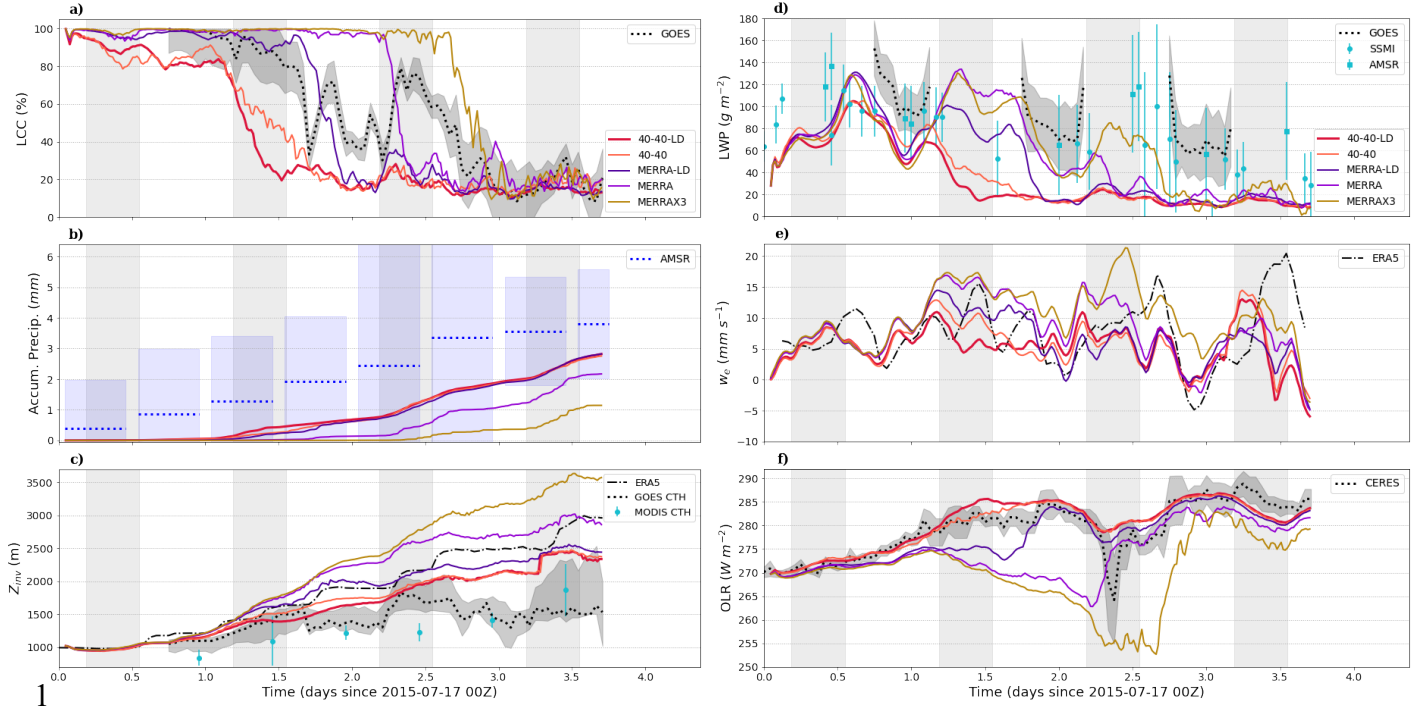 a)
LCC (%)
100
80
60
40
20
0
GOES
40-40-LD
40-40
MERRA-LD
MERRA
MERRAX3
b)
Accum. Precip. (mm)
6
5
4
3
2
1
0
AMSR
c)
Z_inv (m)
3500
3000
2500
2000
1500
1000
ERA5
GOES CTH
MODIS CTH
0.0 0.5 1.0 1.5 2.0 2.5 3.0 3.5 4.0
Time (days since 2015-07-17 00Z)
d)
LWP (g m⁻²)
180
160
140
120
100
80
60
40
20
0
GOES
SSMI
AMSR
40-40-LD
40-40
MERRA-LD
MERRA
MERRAX3
e)
w_e (mm s⁻¹)
20
15
10
5
0
−5
−10
ERA5
f)
OLR (W m⁻²)
290
285
280
275
270
265
260
255
250
CERES
0.0 0.5 1.0 1.5 2.0 2.5 3.0 3.5 4.0
Time (days since 2015-07-17 00Z)
1